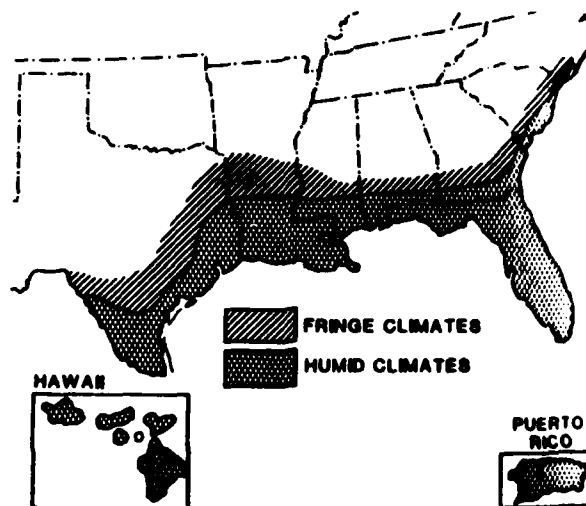 FRINGE CLIMATES
HUMID CLIMATES
HAWAII
PUERTO
RICO